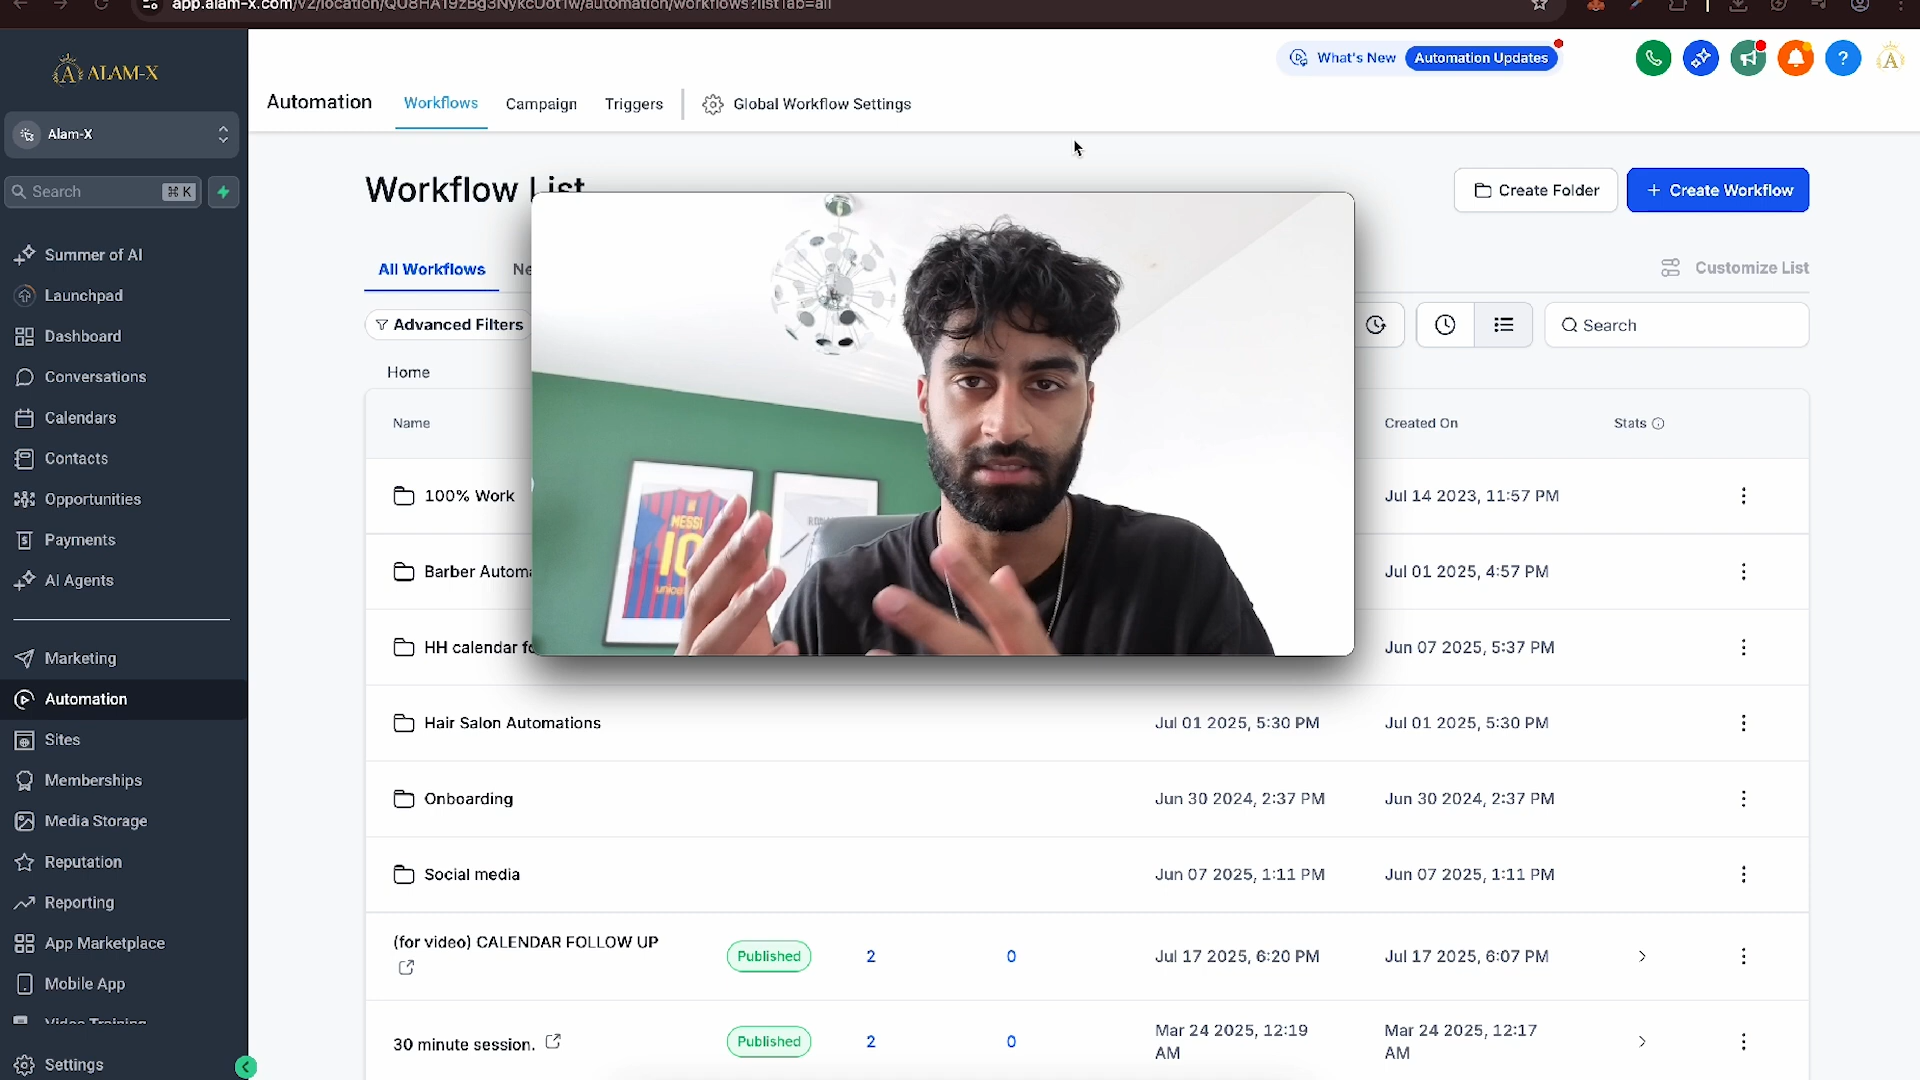 app.alam-x.com/v2/location/QU8HA19zBg3NykcUot1w/automation/workflows?listTab=all
ALAM-X
What's New
Automation Updates
Automation
Workflows
Campaign
Triggers
Global Workflow Settings
Alam-X
Search
⌘ K
Workflow List
Create Folder
+ Create Workflow
Summer of AI
Launchpad
Dashboard
Conversations
Calendars
Contacts
Opportunities
Payments
AI Agents
Marketing
Automation
Sites
Memberships
Media Storage
Reputation
Reporting
App Marketplace
Mobile App
Video Training
Settings
All Workflows
Ne
Customize List
Advanced Filters
Search
Home
Name
Created On
Stats
100% Work
Jul 14 2023, 11:57 PM
Barber Automa
Jul 01 2025, 4:57 PM
HH calendar fo
Jun 07 2025, 5:37 PM
Hair Salon Automations
Jul 01 2025, 5:30 PM
Jul 01 2025, 5:30 PM
Onboarding
Jun 30 2024, 2:37 PM
Jun 30 2024, 2:37 PM
Social media
Jun 07 2025, 1:11 PM
Jun 07 2025, 1:11 PM
(for video) CALENDAR FOLLOW UP
Published
2
0
Jul 17 2025, 6:20 PM
Jul 17 2025, 6:07 PM
30 minute session.
Published
2
0
Mar 24 2025, 12:19
AM
Mar 24 2025, 12:17
AM
MESSI
10